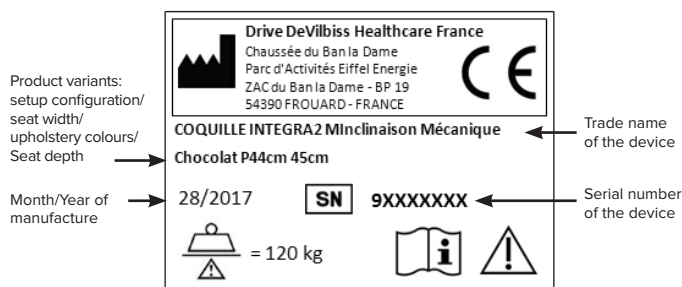 Drive DeVilbiss Healthcare France
Chaussée du Ban la Dame
Parc d'Activités Eiffel Energie
ZAC du Ban la Dame - BP 19
54390 FROUARD - FRANCE
CE
Product variants:
setup configuration/
seat width/
upholstery colours/
Seat depth
COQUILLE INTEGRA2 MInclinaison Mécanique
Chocolat P44cm 45cm
Trade name
of the device
Month/Year of
manufacture
28/2017
SN
9XXXXXXX
Serial number
of the device
= 120 kg
i